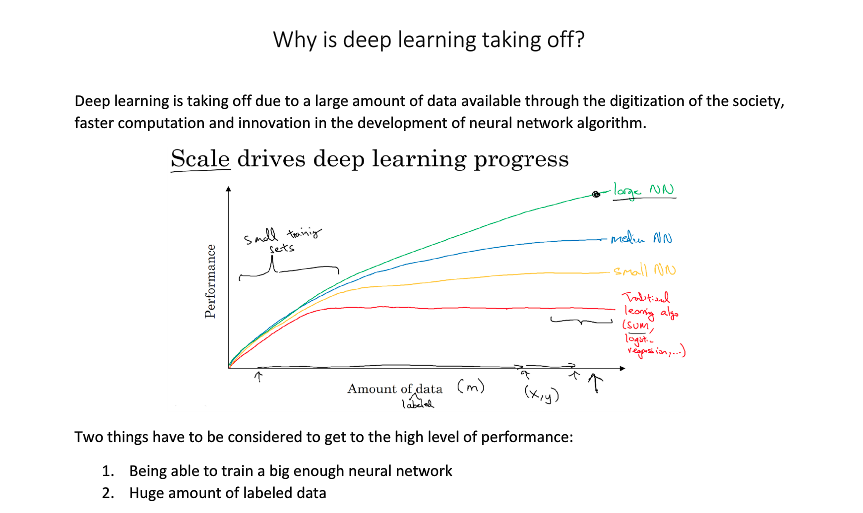 Why is deep learning taking off?
Deep learning is taking off due to a large amount of data available through the digitization of the society,
faster computation and innovation in the development of neural network algorithm.
Scale drives deep learning progress
large NN
small training
sets
mediu NN
small NN
Performance
Traditional
learning algo
(SVM,
logist..
regression,...)
Amount of data (m)
labeled
(x,y)
Two things have to be considered to get to the high level of performance:
1. Being able to train a big enough neural network
2. Huge amount of labeled data